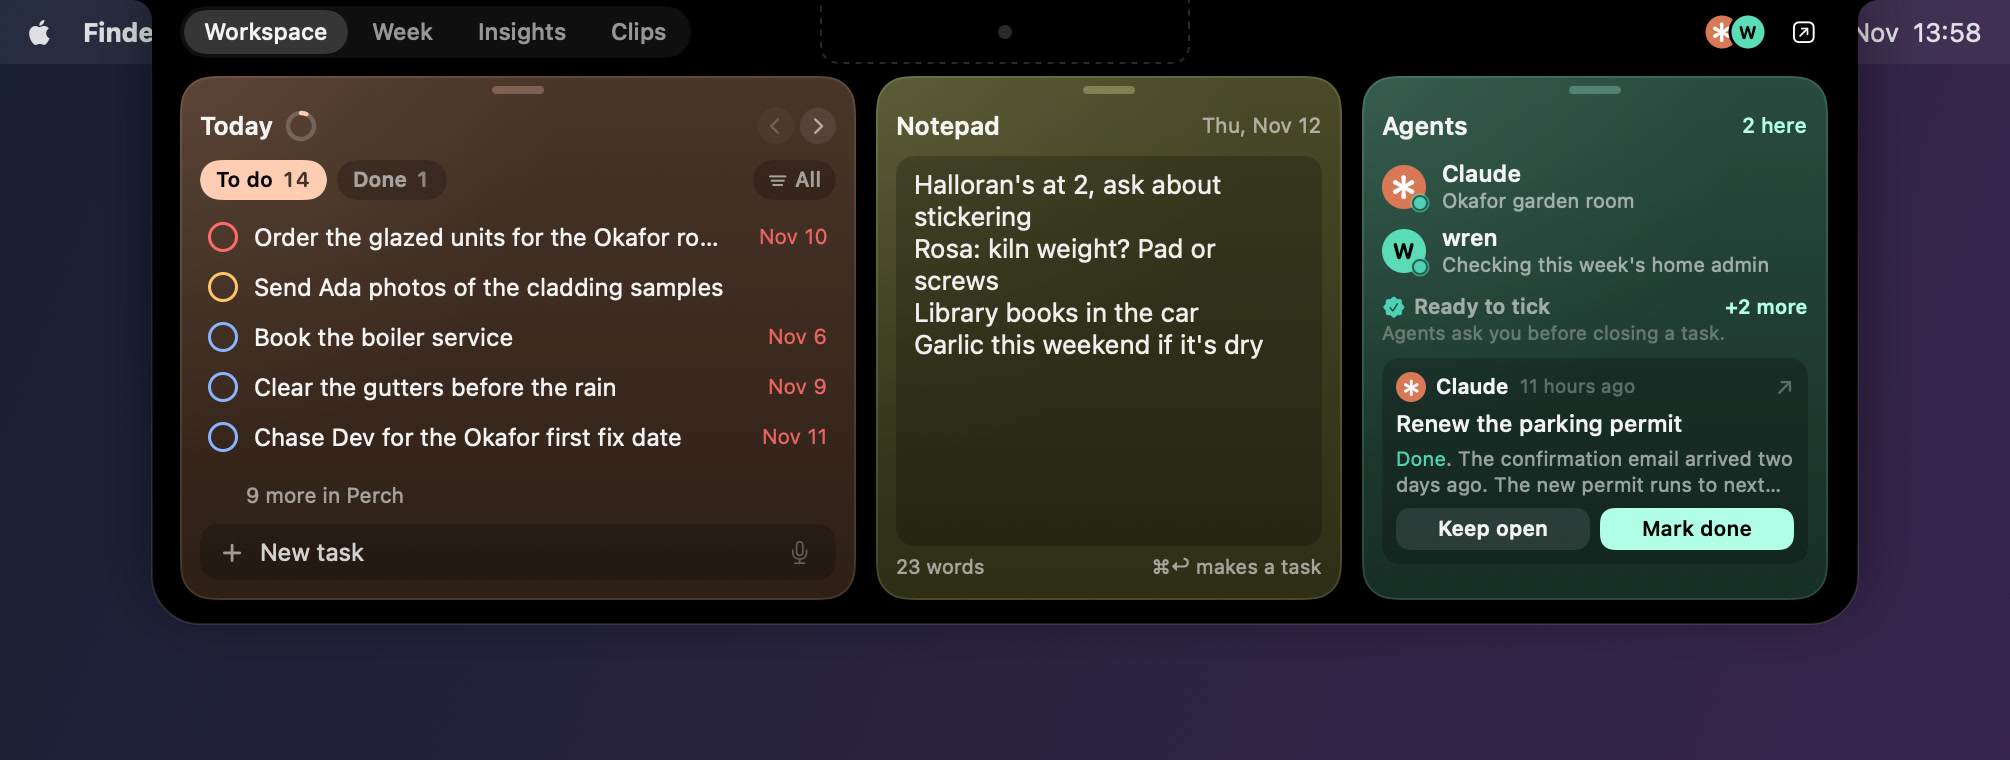 Finde
Workspace
Week
Insights
Clips
W
Nov 13:58
Today
To do 14
Done 1
All
Order the glazed units for the Okafor ro...
Nov 10
Send Ada photos of the cladding samples
Book the boiler service
Nov 6
Clear the gutters before the rain
Nov 9
Chase Dev for the Okafor first fix date
Nov 11
9 more in Perch
+ New task
Notepad
Thu, Nov 12
Halloran's at 2, ask about
stickering
Rosa: kiln weight? Pad or
screws
Library books in the car
Garlic this weekend if it's dry
23 words
⌘↩ makes a task
Agents
2 here
Claude
Okafor garden room
W
wren
Checking this week's home admin
Ready to tick
+2 more
Agents ask you before closing a task.
Claude 11 hours ago
Renew the parking permit
Done. The confirmation email arrived two
days ago. The new permit runs to next...
Keep open
Mark done